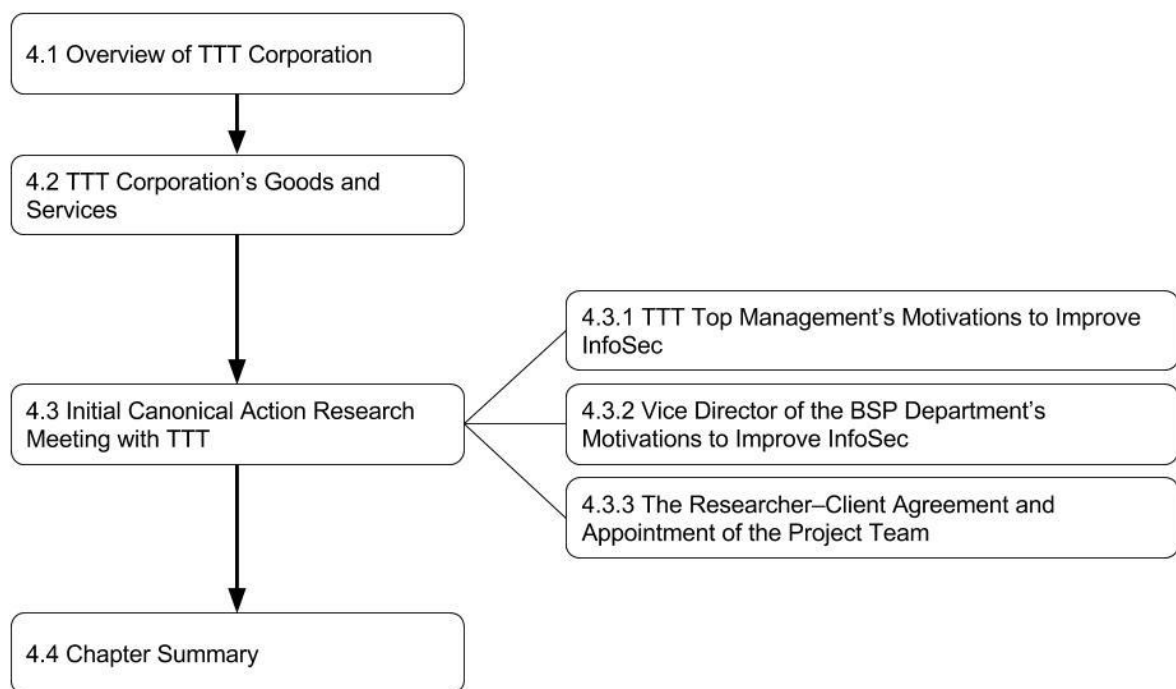 4.1 Overview of TTT Corporation
4.2 TTT Corporation's Goods and
Services
4.3 Initial Canonical Action Research
Meeting with TTT
4.3.1 TTT Top Management's Motivations to Improve
InfoSec
4.3.2 Vice Director of the BSP Department's
Motivations to Improve InfoSec
4.3.3 The Researcher–Client Agreement and
Appointment of the Project Team
4.4 Chapter Summary